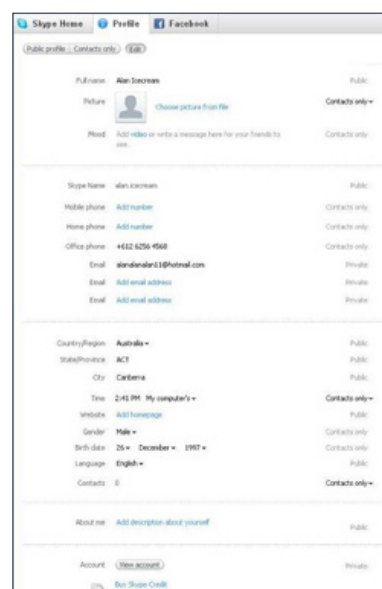 Skype Home Profile Facebook
Public profile Contacts only Edit
Full name Alan Icecream Public
Picture Choose picture from file Contacts only
Mood Add video or write a message here for your friends to see. Contacts only
Skype Name alan.icecream Public
Mobile phone Add number Contacts only
Home phone Add number Contacts only
Office phone +612 6256 4568 Contacts only
Email alanalanalan11@hotmail.com Private
Email Add email address Private
Email Add email address Private
Country/Region Australia Public
State/Province ACT Public
City Canberra Public
Time 2:41 PM My computer's Contacts only
Website Add homepage Public
Gender Male Contacts only
Birth date 26 December 1997 Contacts only
Language English Public
Contacts 0 Contacts only
About me Add description about yourself Public
Account View account Private
Buy Skype Credit